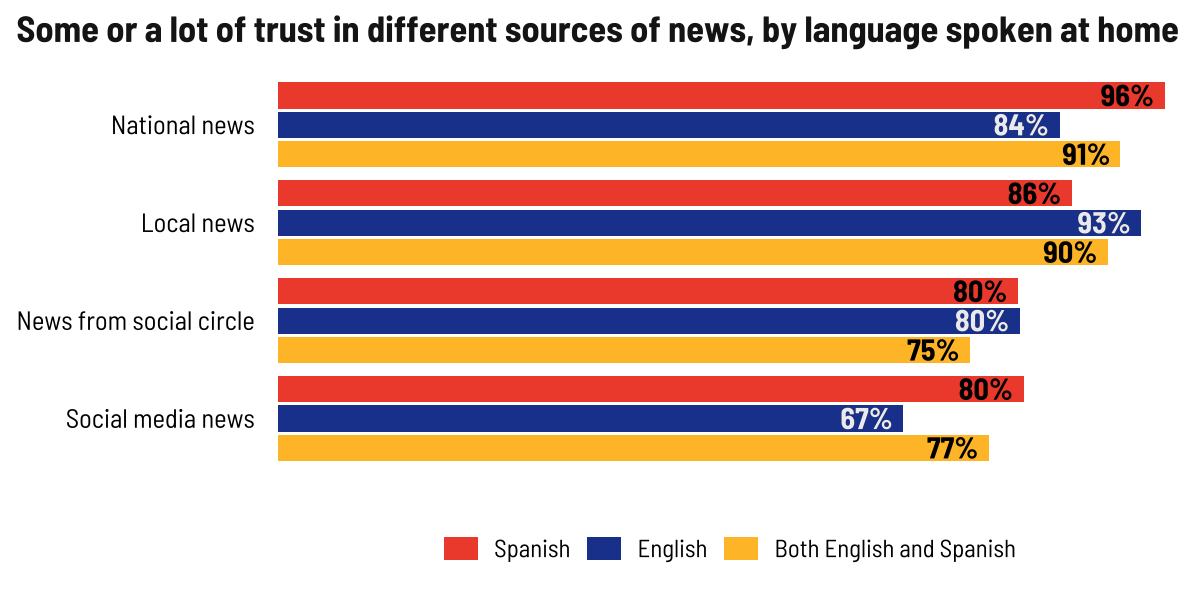 Some or a lot of trust in different sources of news, by language spoken at home
96%
National news
84%
91%
86%
Local news
93%
90%
80%
News from social circle
80%
75%
80%
Social media news
67%
77%
Spanish English Both English and Spanish